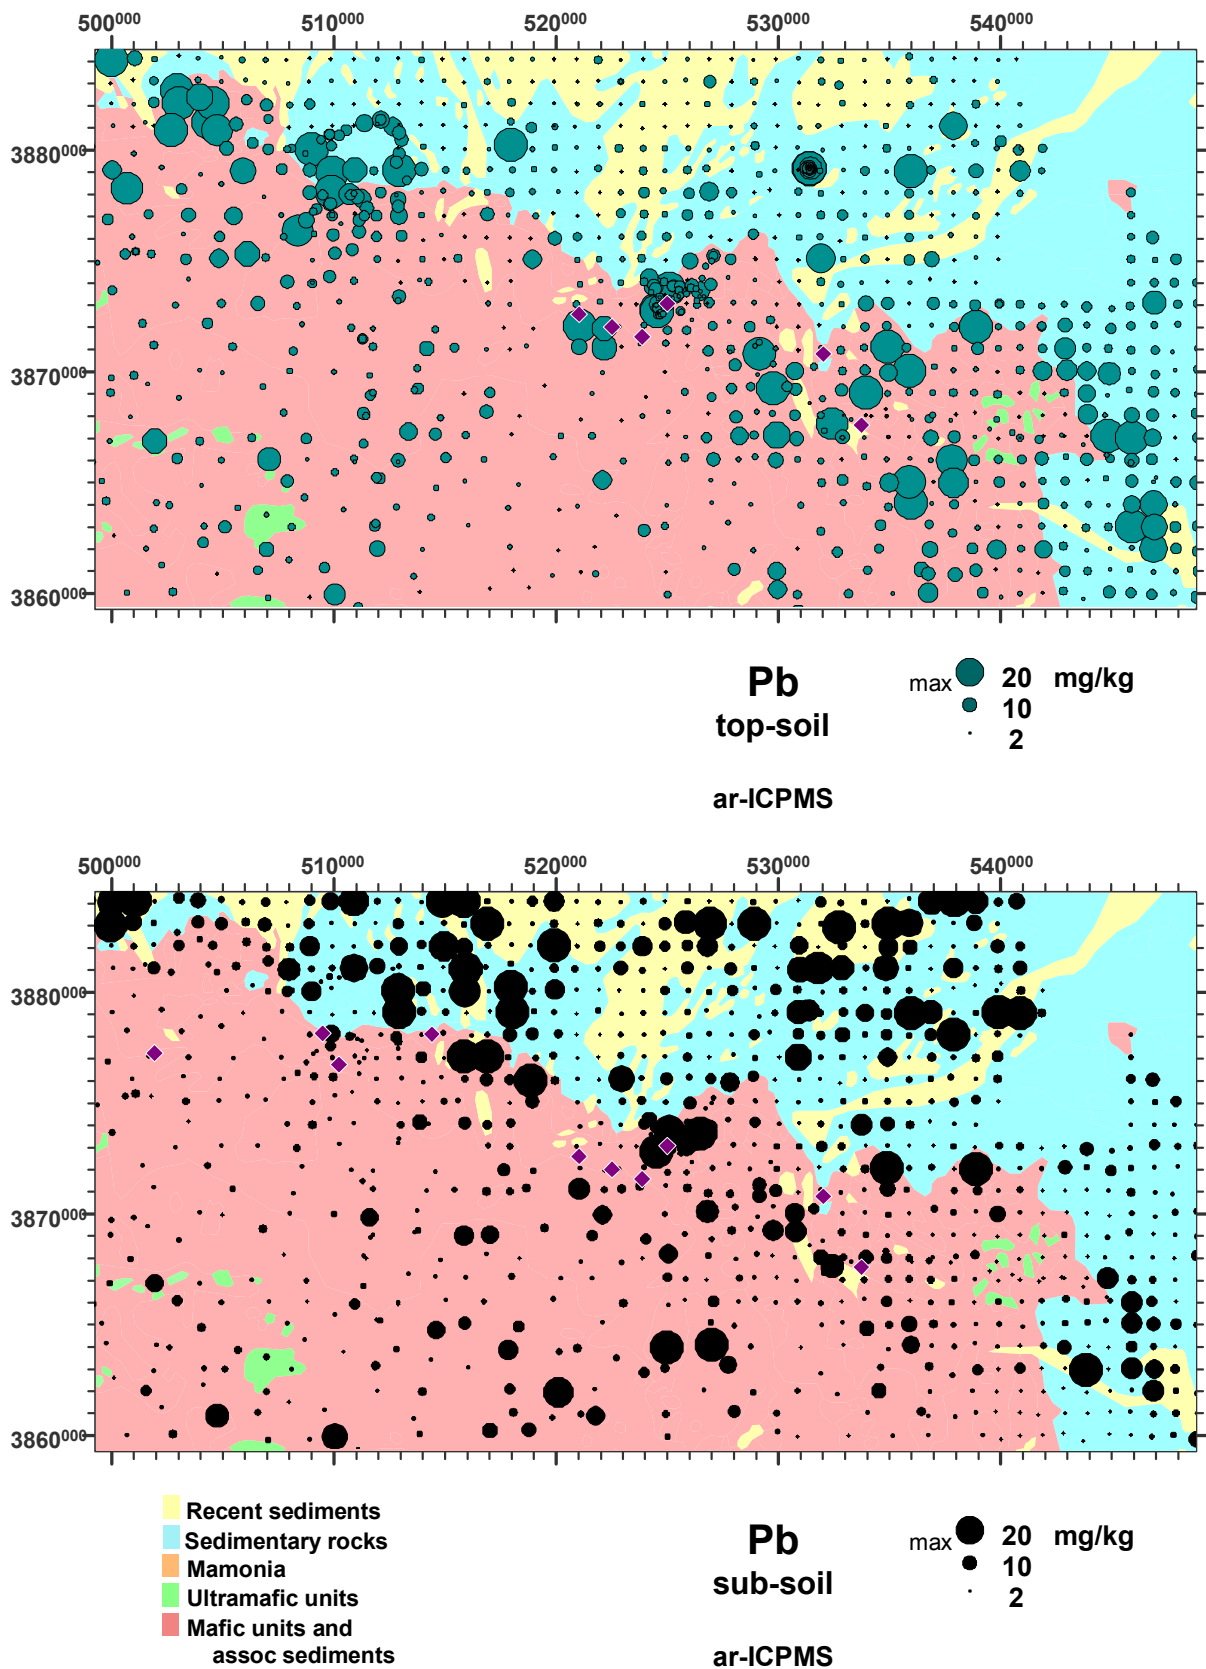 500000 510000 520000 530000 540000
3880000
3870000
3860000
Pb
top-soil
ar-ICPMS
max 20 mg/kg
10
2
500000 510000 520000 530000 540000
3880000
3870000
3860000
Recent sediments
Sedimentary rocks
Mamonia
Ultramafic units
Mafic units and
assoc sediments
Pb
sub-soil
ar-ICPMS
max 20 mg/kg
10
2